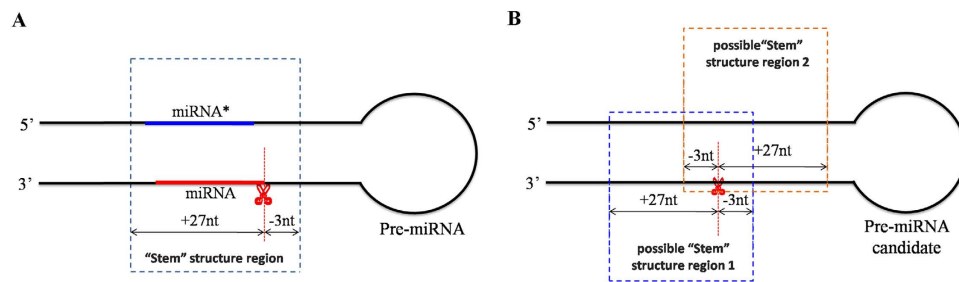 A
miRNA*
5’
3’
miRNA
+27nt
-3nt
Pre-miRNA
“Stem” structure region
B
possible“Stem”
structure region 2
5’
-3nt
+27nt
3’
+27nt
-3nt
Pre-miRNA
candidate
possible “Stem”
structure region 1